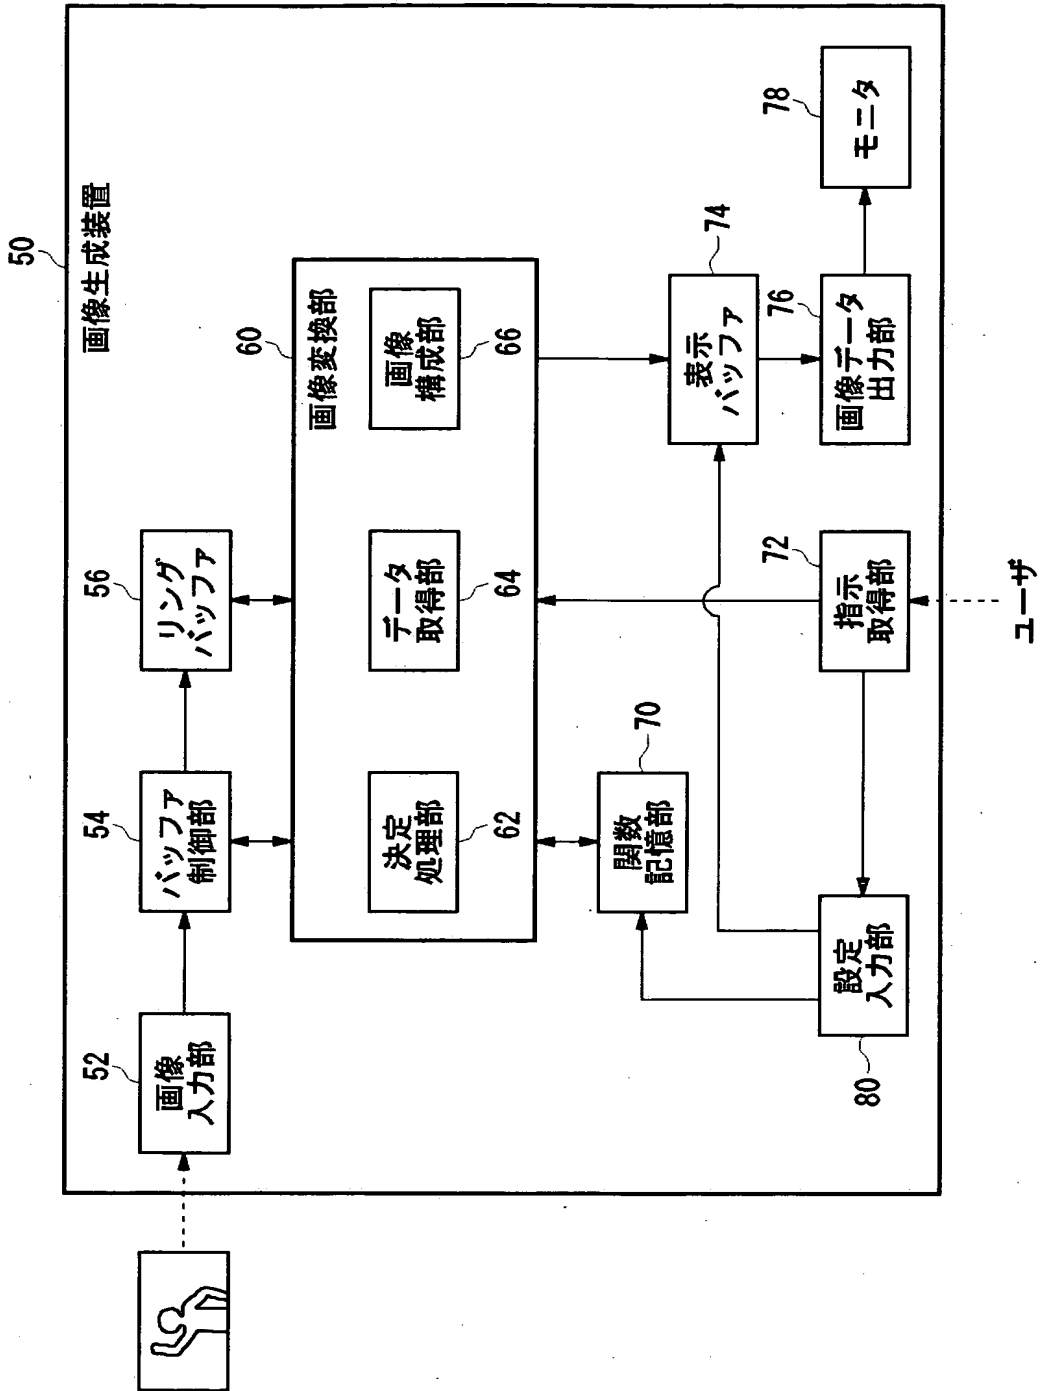 50
画像生成装置
52
画像
入力部
54
バッファ
制御部
56
リング
バッファ
60
画像変換部
決定
処理部
62
データ
取得部
64
画像
構成部
66
関数
記憶部
70
表示
バッファ
74
設定
入力部
80
指示
取得部
72
画像データ
出力部
76
モニタ
78
ユーザ